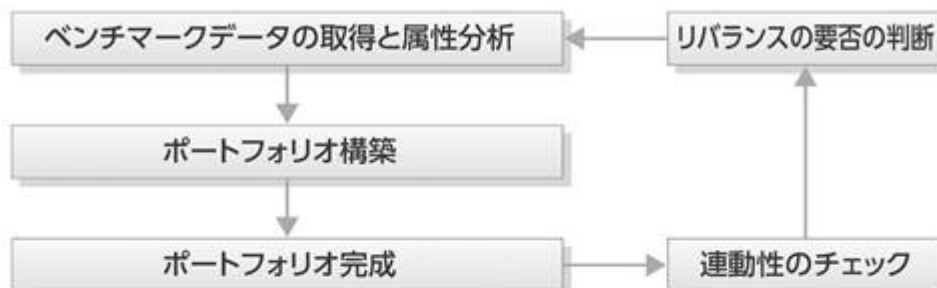 ベンチマークデータの取得と属性分析
リバランスの要否の判断
ポートフォリオ構築
ポートフォリオ完成
連動性のチェック